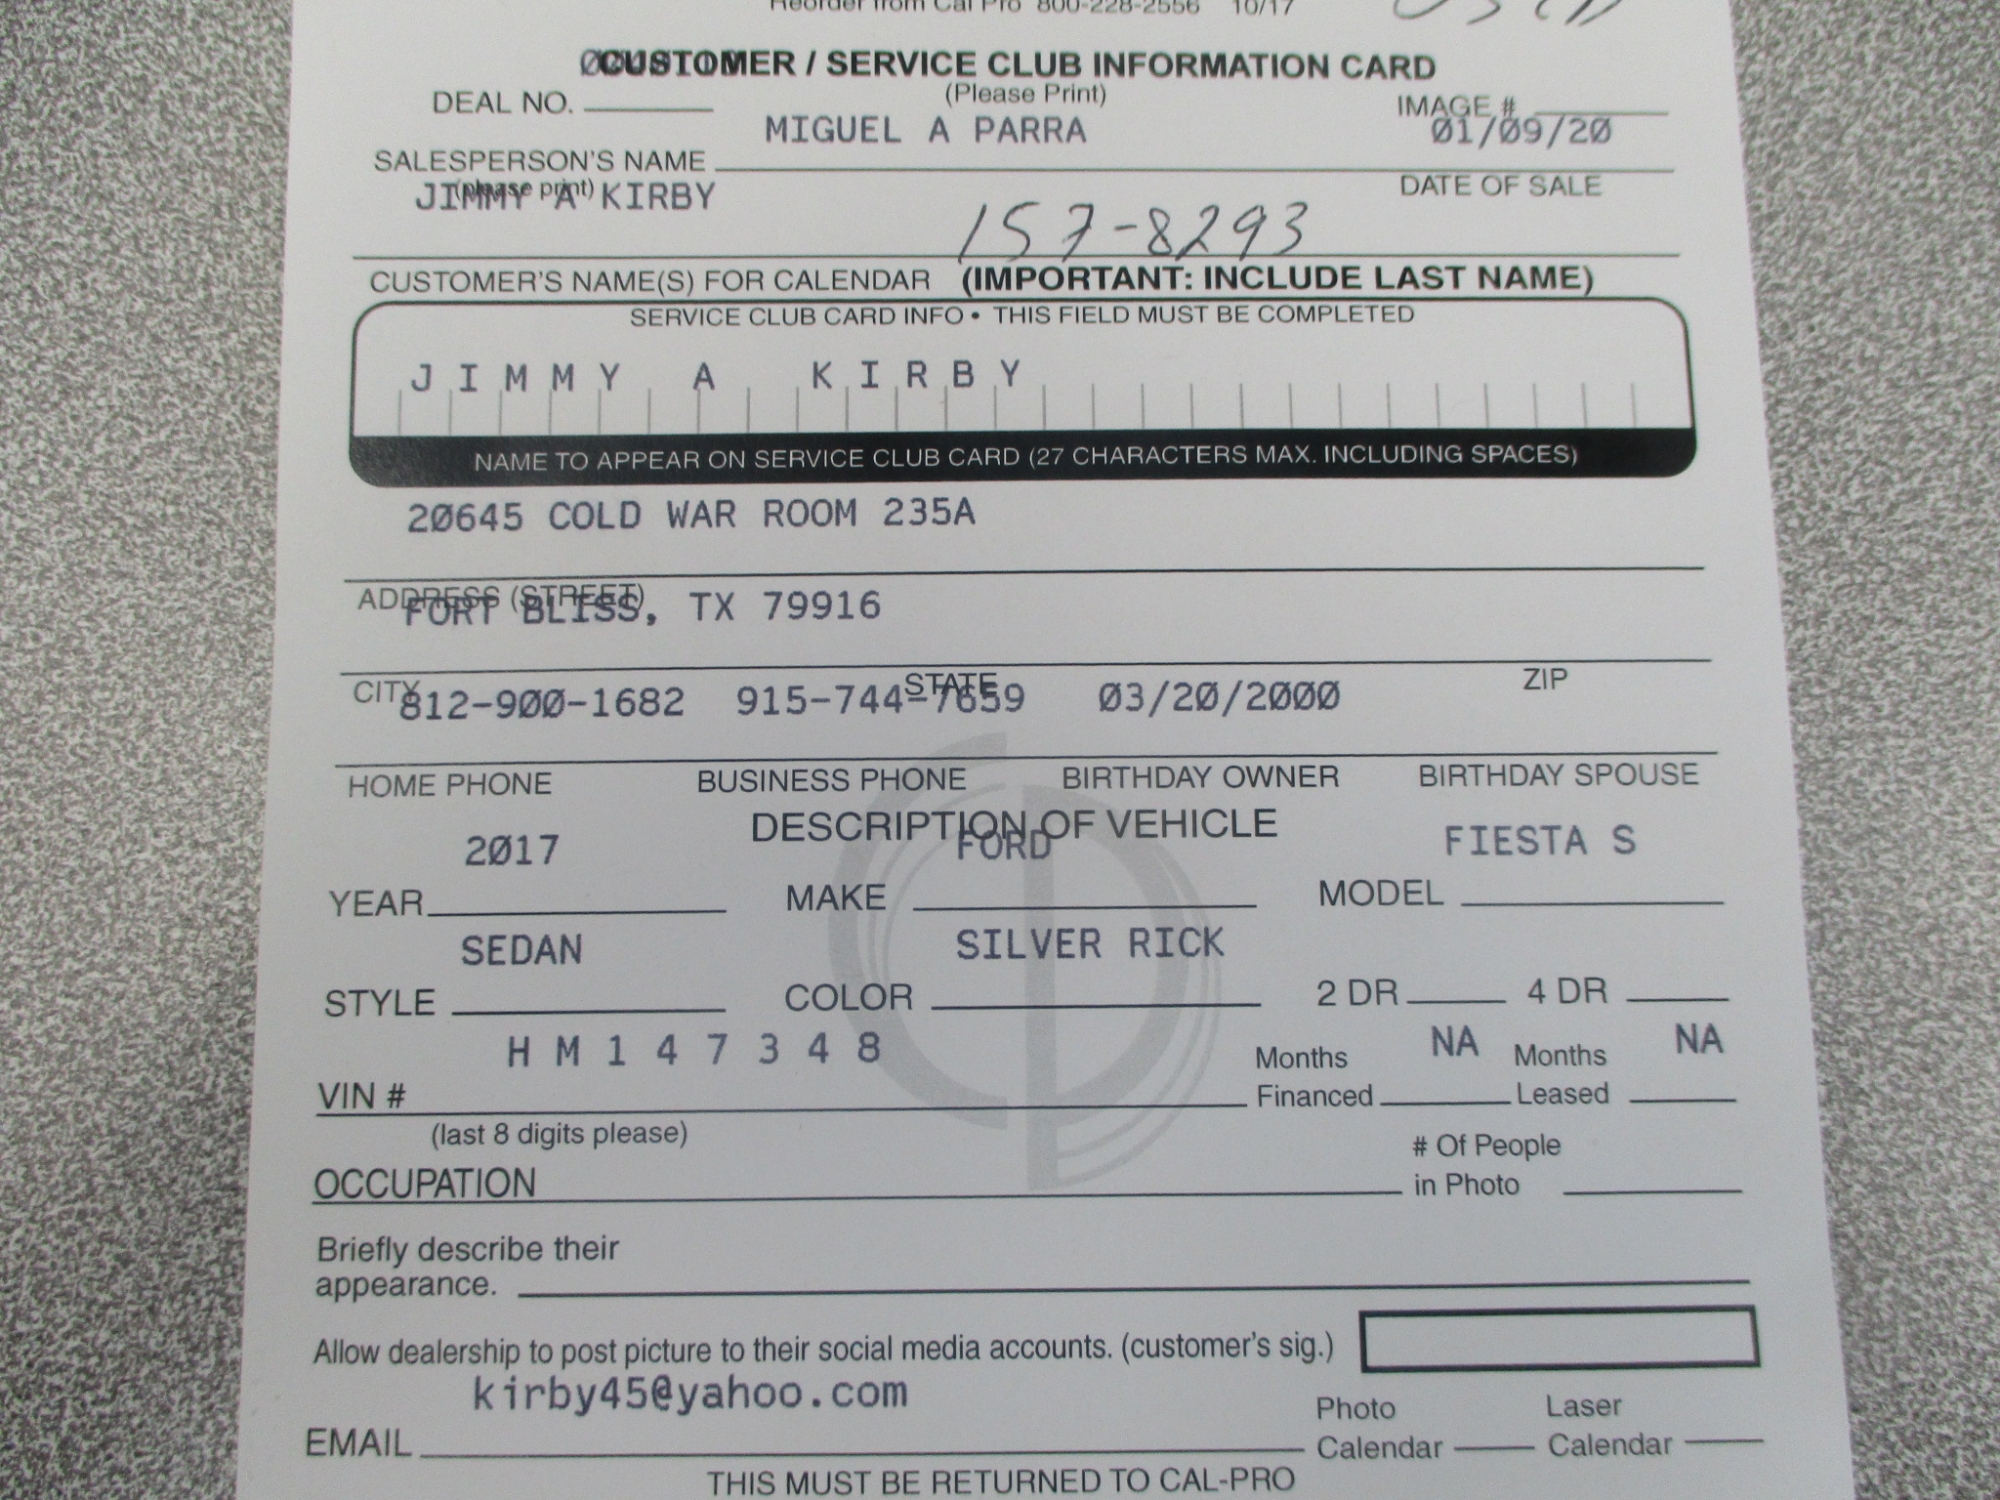 Reorder from Cal Pro 800-228-2556 10/17
CUSTOMER / SERVICE CLUB INFORMATION CARD
(Please Print)
DEAL NO. IMAGE #
MIGUEL A PARRA 01/09/20
SALESPERSON'S NAME
(please print) DATE OF SALE
JIMMY A KIRBY
157-8293
CUSTOMER'S NAME(S) FOR CALENDAR (IMPORTANT: INCLUDE LAST NAME)
SERVICE CLUB CARD INFO • THIS FIELD MUST BE COMPLETED
JIMMY A KIRBY
NAME TO APPEAR ON SERVICE CLUB CARD (27 CHARACTERS MAX. INCLUDING SPACES)
20645 COLD WAR ROOM 235A
ADDRESS (STREET)
FORT BLISS, TX 79916
CITY STATE ZIP
812-900-1682 915-744-7659 03/20/2000
HOME PHONE BUSINESS PHONE BIRTHDAY OWNER BIRTHDAY SPOUSE
DESCRIPTION OF VEHICLE
2017 FORD FIESTA S
YEAR MAKE MODEL
SEDAN SILVER RICK
STYLE COLOR 2 DR 4 DR
HM147348 NA NA
VIN # Months Financed Months Leased
(last 8 digits please)
OCCUPATION # Of People in Photo
Briefly describe their
appearance.
Allow dealership to post picture to their social media accounts. (customer's sig.)
kirby45@yahoo.com
EMAIL Photo Calendar Laser Calendar
THIS MUST BE RETURNED TO CAL-PRO